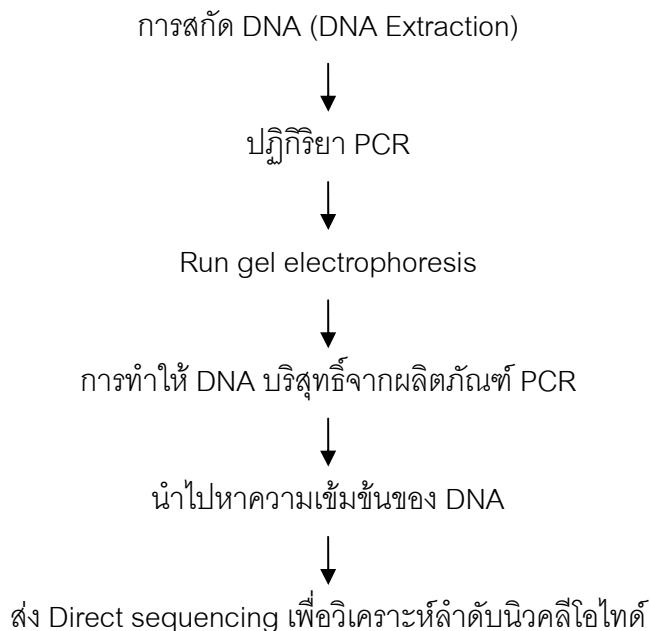 การสกัด DNA (DNA Extraction)
ปฏิกิริยา PCR
Run gel electrophoresis
การทำให้ DNA บริสุทธิ์จากผลิตภัณฑ์ PCR
นำไปหาความเข้มข้นของ DNA
ส่ง Direct sequencing เพื่อวิเคราะห์ลำดับนิวคลีโอไทด์